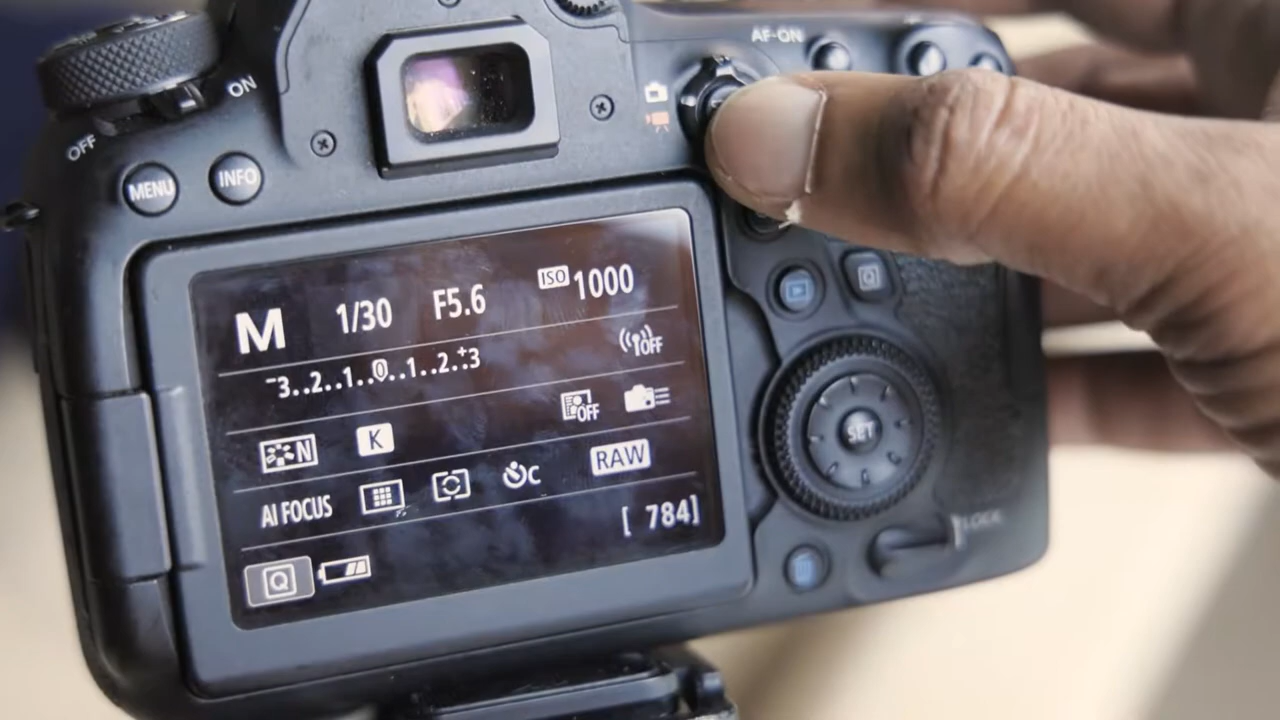 AF-ON
ON
OFF
MENU INFO
M 1/30 F5.6 ISO 1000
-3..2..1..0..1..2..+3
OFF
N K OFF
AI FOCUS C RAW
[ 784]
Q
SET
LOCK